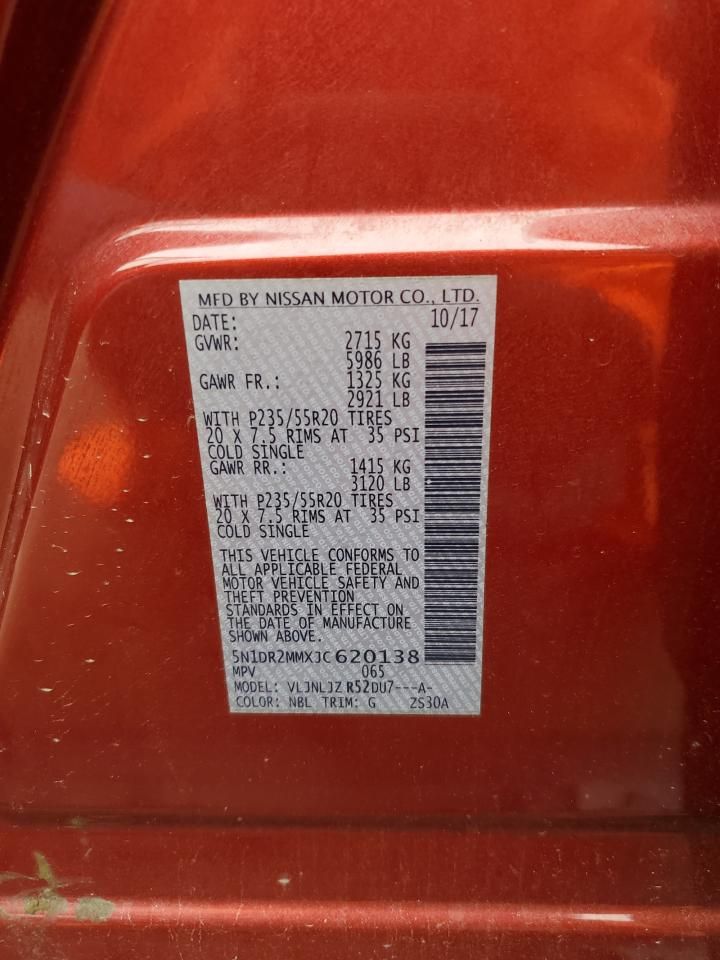 MFD BY NISSAN MOTOR CO., LTD.
DATE: 10/17
GVWR: 2715 KG
5986 LB
GAWR FR.: 1325 KG
2921 LB
WITH P235/55R20 TIRES
20 X 7.5 RIMS AT 35 PSI
COLD SINGLE
GAWR RR.: 1415 KG
3120 LB
WITH P235/55R20 TIRES
20 X 7.5 RIMS AT 35 PSI
COLD SINGLE
THIS VEHICLE CONFORMS TO
ALL APPLICABLE FEDERAL
MOTOR VEHICLE SAFETY AND
THEFT PREVENTION
STANDARDS IN EFFECT ON
THE DATE OF MANUFACTURE
SHOWN ABOVE.
5N1DR2MMXJC620138
MPV 065
MODEL: VLJNLJZ R52DU7---A-
COLOR: NBL TRIM: G ZS30A